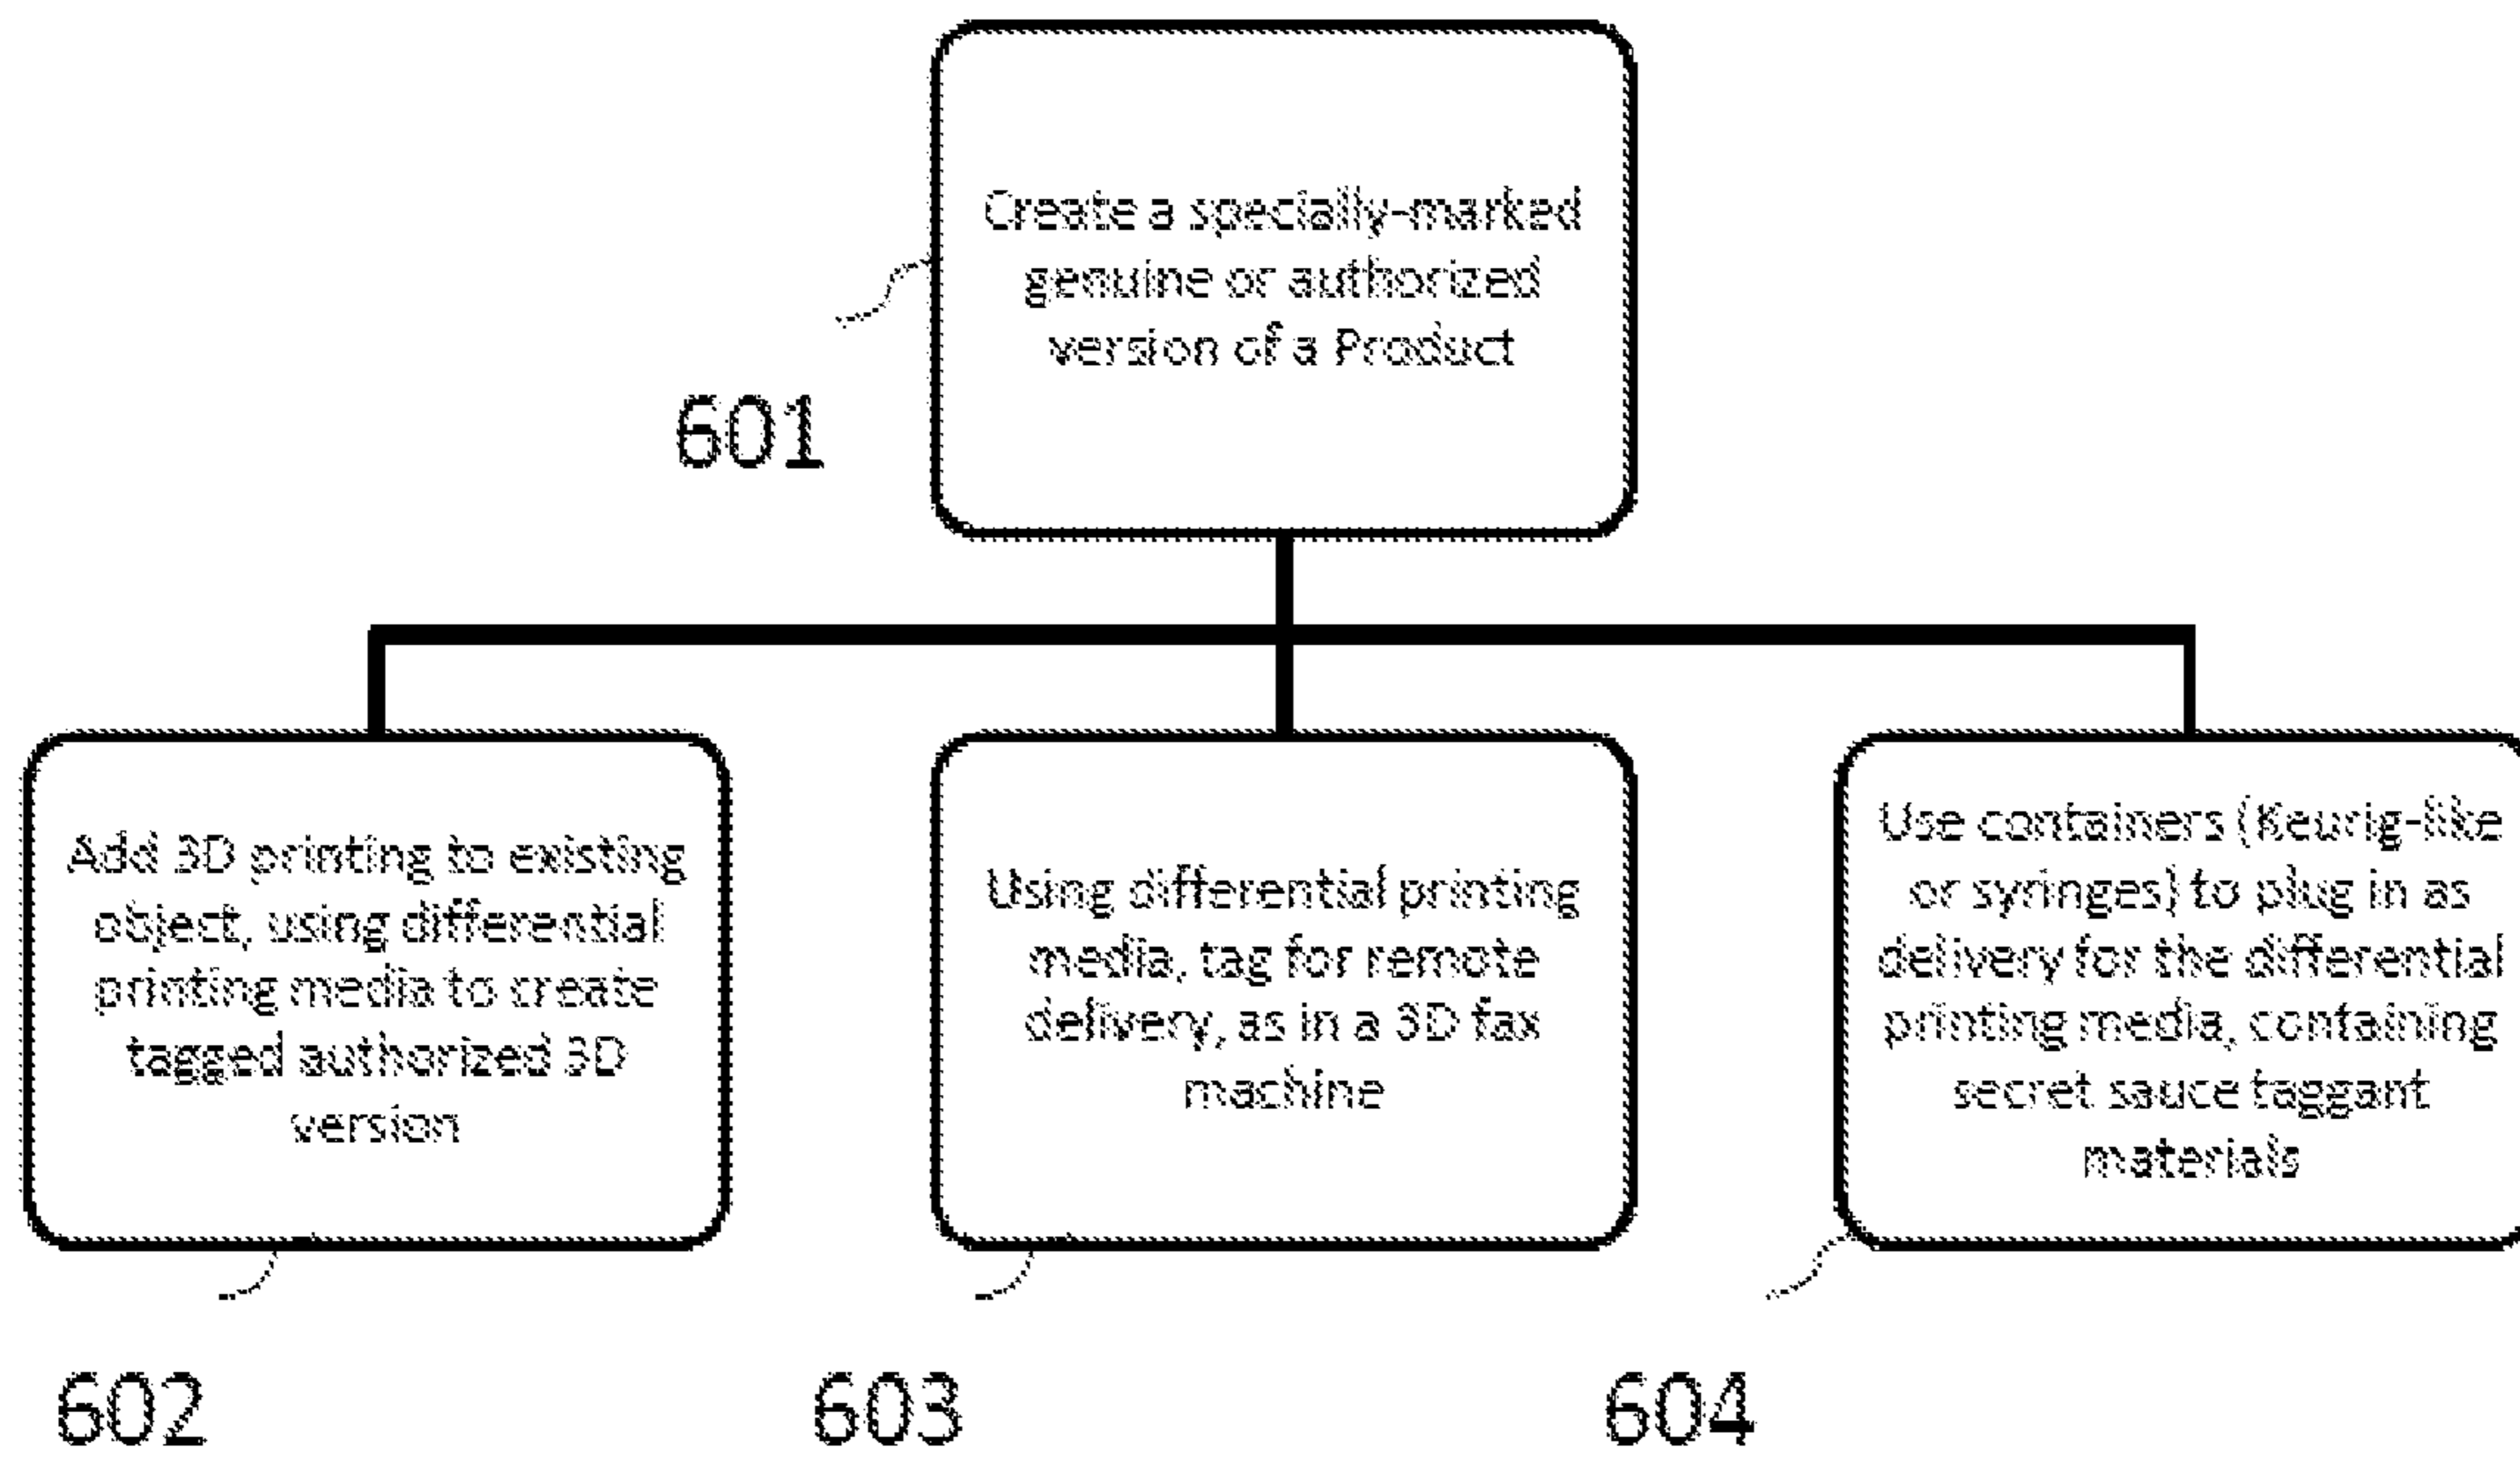 Create a specially-marked
genuine or authorized
version of a Product
601
Add 3D printing to existing
object, using differential
printing media to create
tagged authorized 3D
version
Using differential printing
media, tag for remote
delivery, as in a 3D fax
machine
Use containers (Keurig-like
or syringes) to plug in as
delivery for the differential
printing media, containing
secret sauce taggant
materials
602
603
604